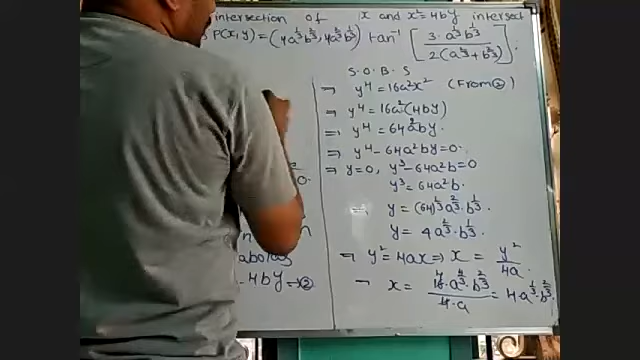 intersection of x and x² = 4by intersect
P(x,y) = (4a^{1/3}b^{2/3}, 4a^{2/3}b^{1/3}) tan⁻¹ [ 3·a^{1/3}b^{1/3} / 2(a^{2/3}+b^{2/3}) ].
S.O.B.S
⇒ y⁴ = 16a²x² (From ②)
⇒ y⁴ = 16a²(4by)
⇒ y⁴ = 64a²by.
⇒ y⁴ - 64a²by = 0.
⇒ y = 0, y³ - 64a²b = 0
y³ = 64a²b.
⇒ y = (64)^{1/3} a^{2/3}·b^{1/3}.
y = 4a^{2/3}·b^{1/3}.
⇒ y² = 4ax ⇒ x = y²/4a.
x = 16·a^{4/3}·b^{2/3} / 4·a = 4a^{1/3}·b^{2/3}.
0.
4by →②